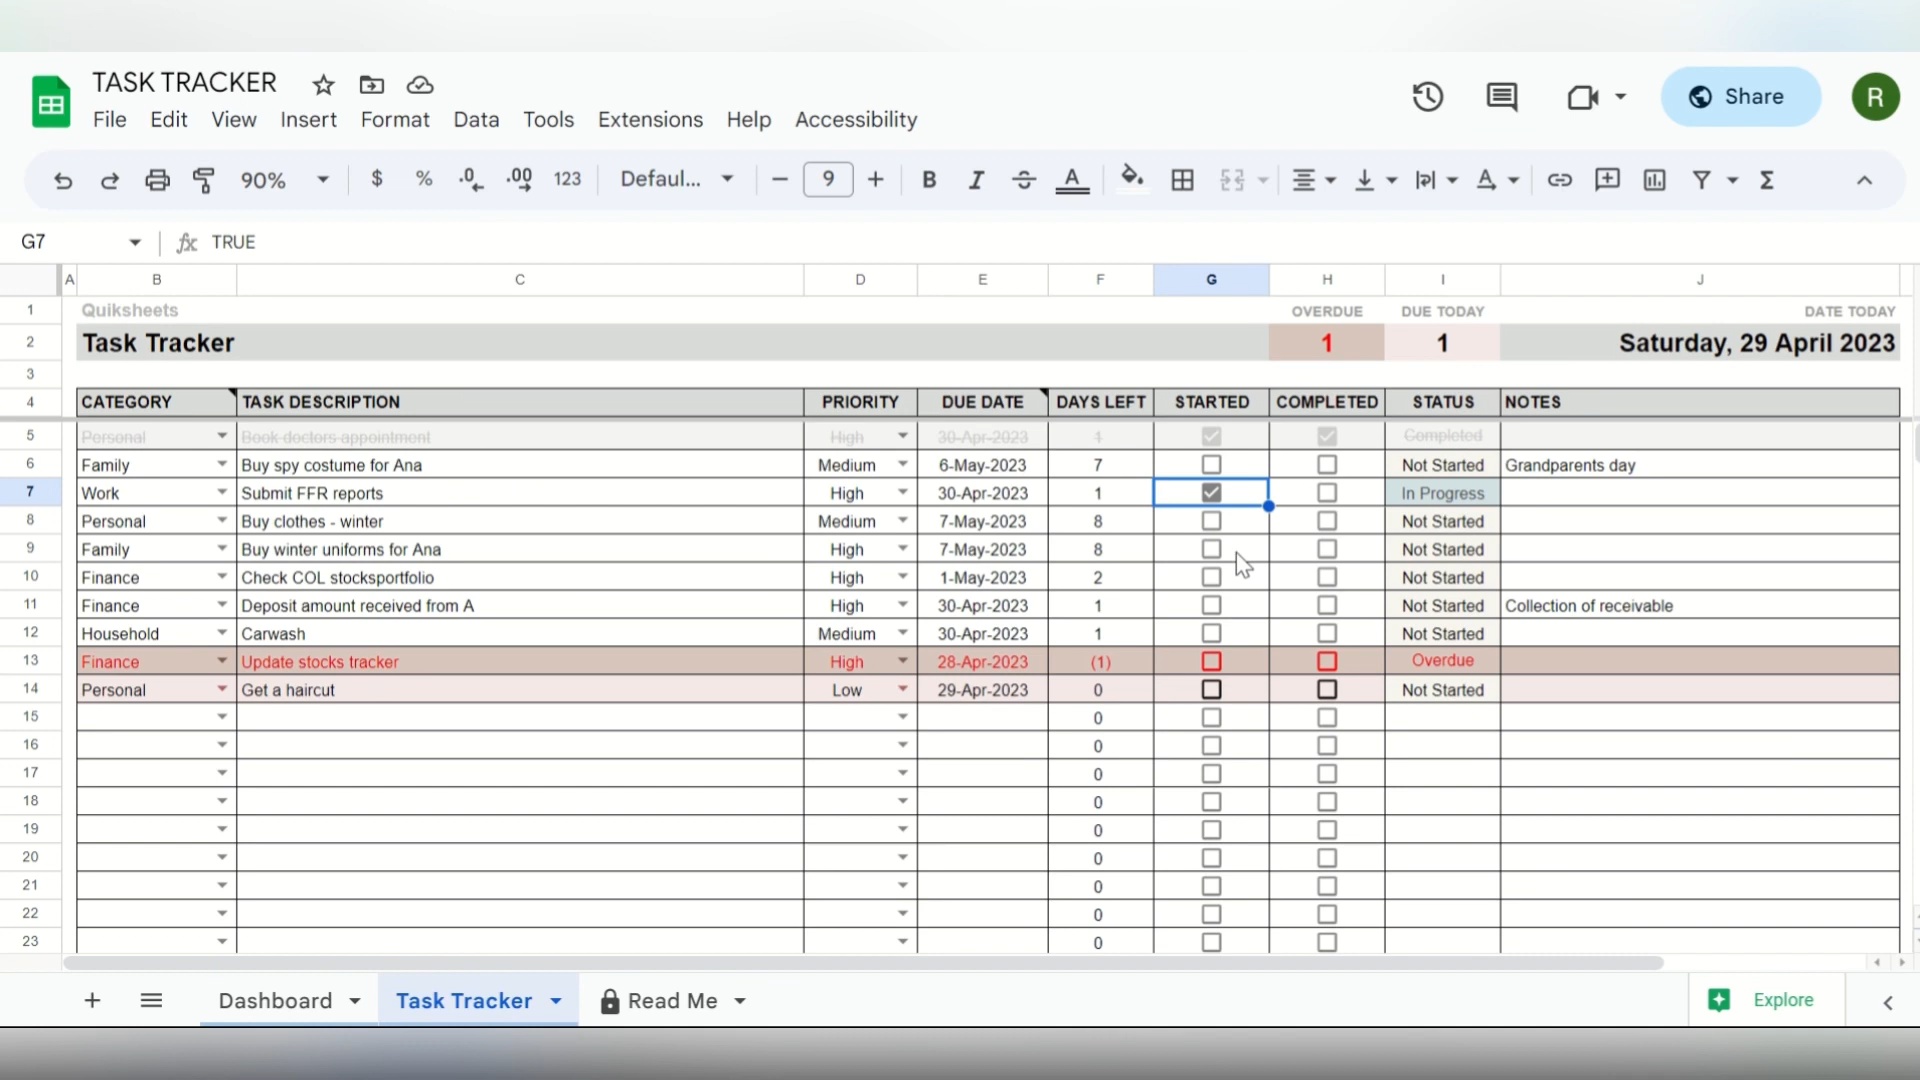 TASK TRACKER
File Edit View Insert Format Data Tools Extensions Help Accessibility
Share
R
90% $ % .0 .00 123 Defaul... 9 B I A
G7 fx TRUE
A B C D E F G H I J
1 Quiksheets OVERDUE DUE TODAY DATE TODAY
2 Task Tracker 1 1 Saturday, 29 April 2023
3
4 CATEGORY TASK DESCRIPTION PRIORITY DUE DATE DAYS LEFT STARTED COMPLETED STATUS NOTES
5 Personal Book doctors appointment High 30-Apr-2023 1 Completed
6 Family Buy spy costume for Ana Medium 6-May-2023 7 Not Started Grandparents day
7 Work Submit FFR reports High 30-Apr-2023 1 In Progress
8 Personal Buy clothes - winter Medium 7-May-2023 8 Not Started
9 Family Buy winter uniforms for Ana High 7-May-2023 8 Not Started
10 Finance Check COL stocksportfolio High 1-May-2023 2 Not Started
11 Finance Deposit amount received from A High 30-Apr-2023 1 Not Started Collection of receivable
12 Household Carwash Medium 30-Apr-2023 1 Not Started
13 Finance Update stocks tracker High 28-Apr-2023 (1) Overdue
14 Personal Get a haircut Low 29-Apr-2023 0 Not Started
15 0
16 0
17 0
18 0
19 0
20 0
21 0
22 0
23 0
Dashboard Task Tracker Read Me Explore